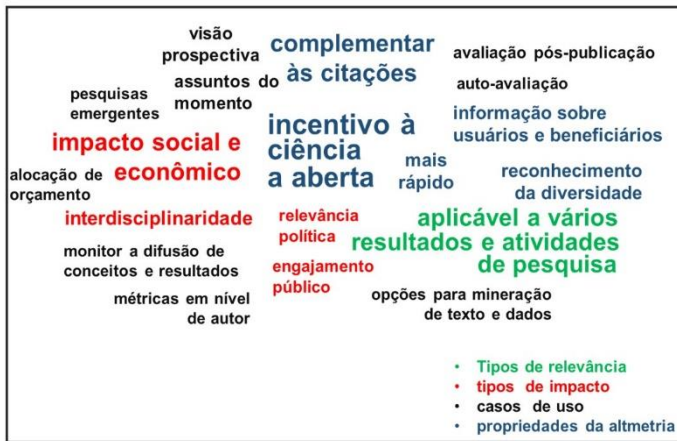 visão
prospectiva
complementar
às citações
avaliação pós-publicação
assuntos do
momento
auto-avaliação
pesquisas
emergentes
incentivo à
ciência
a aberta
informação sobre
usuários e beneficiários
impacto social e
econômico
mais
rápido
reconhecimento
da diversidade
alocação de
orçamento
interdisciplinaridade
relevância
política
aplicável a vários
resultados e atividades
de pesquisa
monitor a difusão de
conceitos e resultados
engajamento
público
métricas em nível
de autor
opções para mineração
de texto e dados
• Tipos de relevância
• tipos de impacto
• casos de uso
• propriedades da altmetria